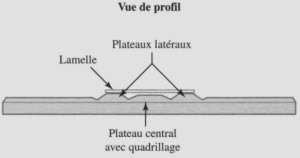 Vue de profil
Plateaux latéraux
Lamelle
Plateau central
avec quadrillage